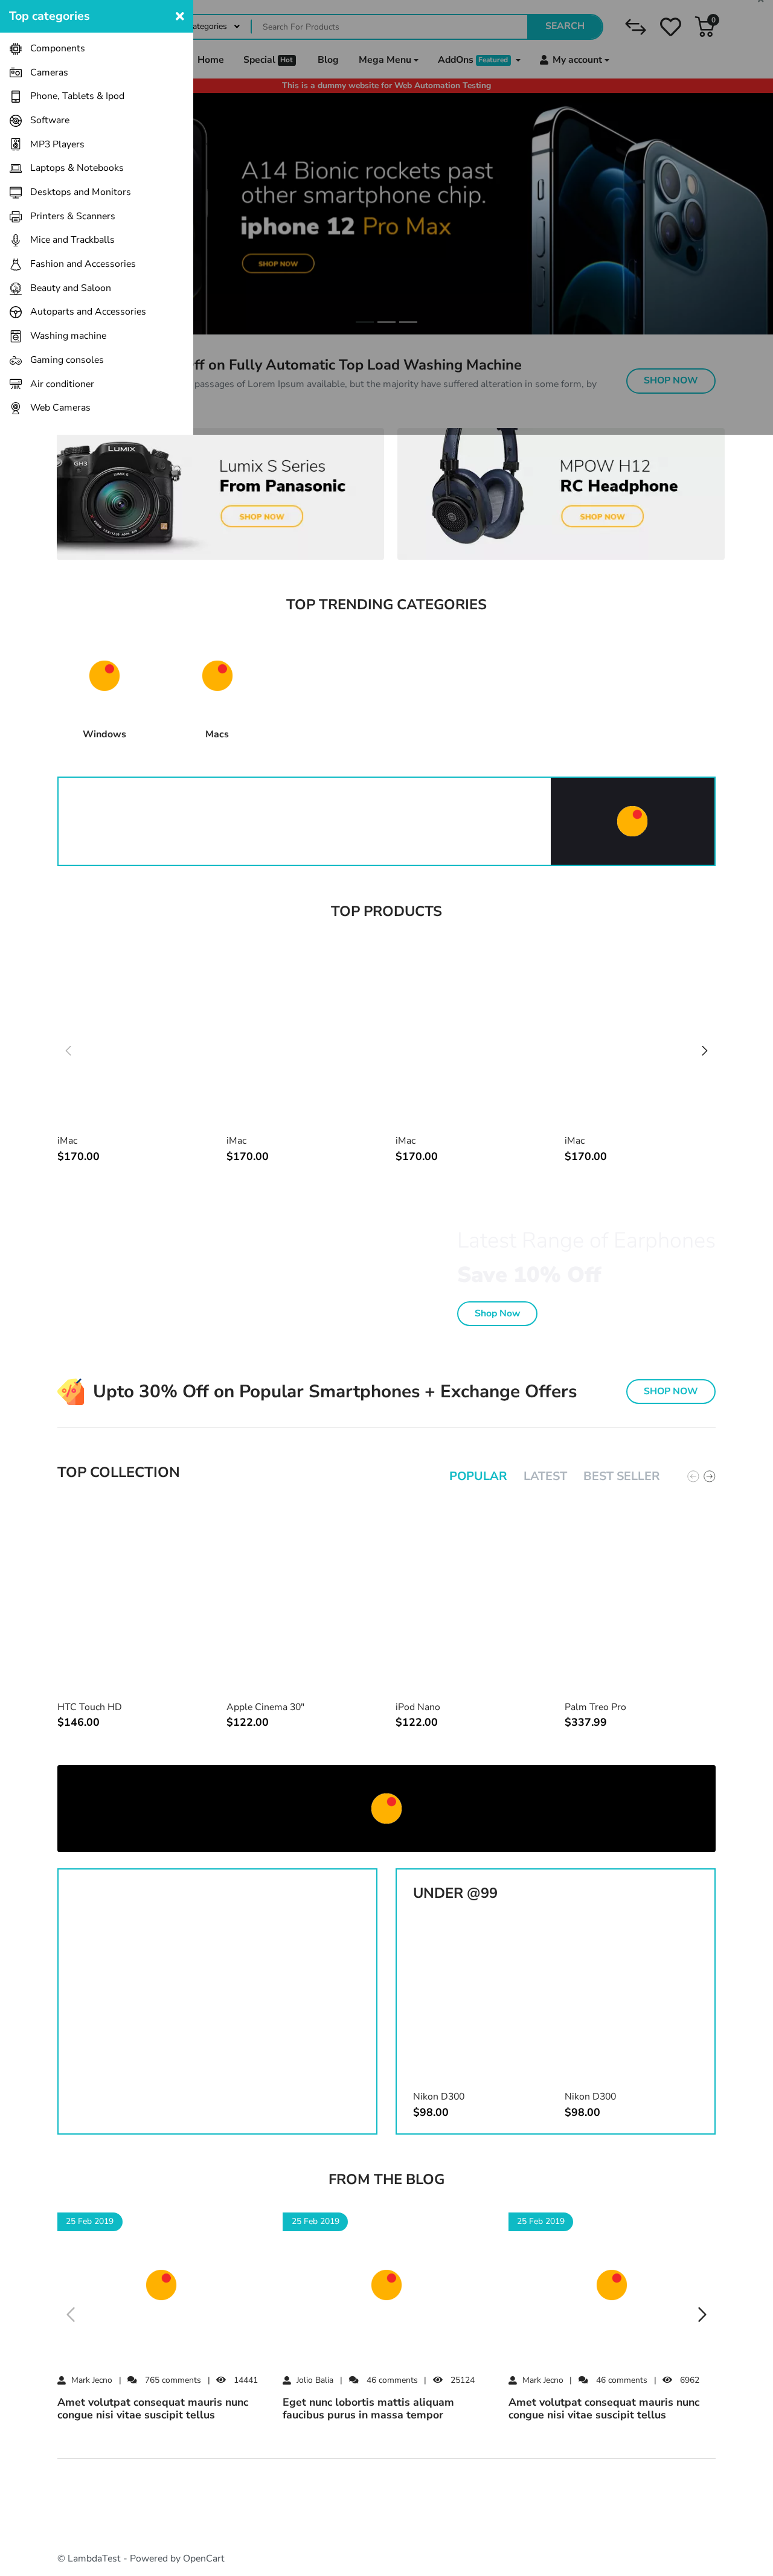 Top categories
Components
Cameras
Phone, Tablets & Ipod
Software
MP3 Players
Laptops & Notebooks
Desktops and Monitors
Printers & Scanners
Mice and Trackballs
Fashion and Accessories
Beauty and Saloon
Autoparts and Accessories
Washing machine
Gaming consoles
Air conditioner
Web Cameras
ategories
Search For Products
SEARCH
0
Home
Special Hot
Blog
Mega Menu
AddOns Featured
My account
This is a dummy website for Web Automation Testing
A14 Bionic rockets past
other smartphone chip.
iphone 12 Pro Max
SHOP NOW
ff on Fully Automatic Top Load Washing Machine
passages of Lorem Ipsum available, but the majority have suffered alteration in some form, by
SHOP NOW
LUMIX
GH3
Lumix S Series
From Panasonic
SHOP NOW
MPOW H12
RC Headphone
SHOP NOW
TOP TRENDING CATEGORIES
Windows
Macs
TOP PRODUCTS
iMac
$170.00
iMac
$170.00
iMac
$170.00
iMac
$170.00
Latest Range of Earphones
Save 10% Off
Shop Now
Upto 30% Off on Popular Smartphones + Exchange Offers
SHOP NOW
TOP COLLECTION
POPULAR
LATEST
BEST SELLER
HTC Touch HD
$146.00
Apple Cinema 30"
$122.00
iPod Nano
$122.00
Palm Treo Pro
$337.99
UNDER @99
Nikon D300
$98.00
Nikon D300
$98.00
FROM THE BLOG
25 Feb 2019
Mark Jecno | 765 comments | 14441
Amet volutpat consequat mauris nunc
congue nisi vitae suscipit tellus
25 Feb 2019
Jolio Balia | 46 comments | 25124
Eget nunc lobortis mattis aliquam
faucibus purus in massa tempor
25 Feb 2019
Mark Jecno | 46 comments | 6962
Amet volutpat consequat mauris nunc
congue nisi vitae suscipit tellus
© LambdaTest - Powered by OpenCart